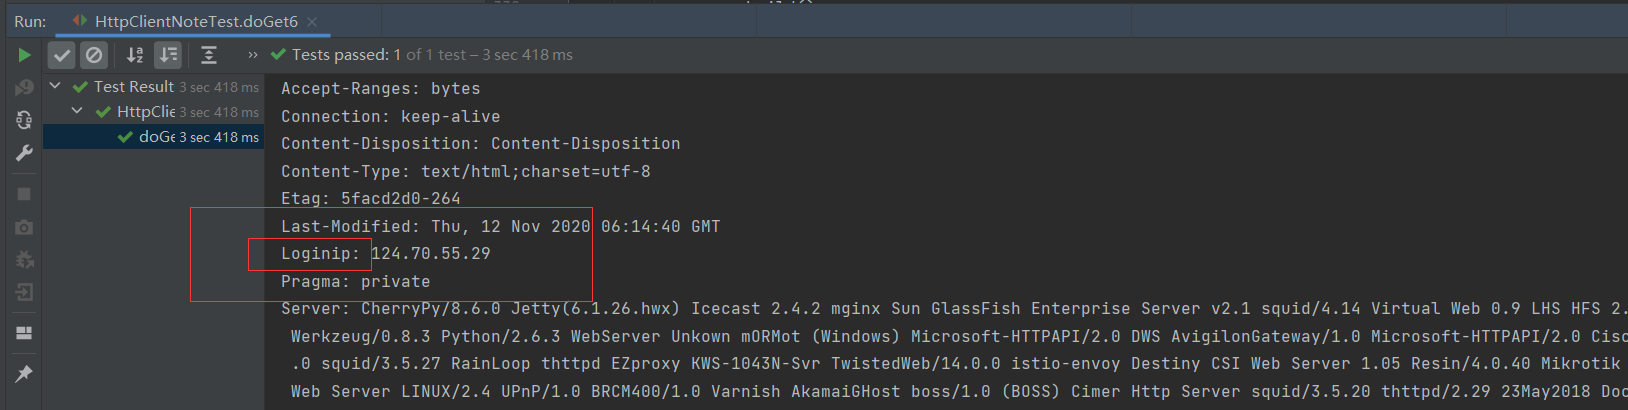 Run: HttpClientNoteTest.doGet6 ×
» Tests passed: 1 of 1 test – 3 sec 418 ms
Test Result 3 sec 418 ms
HttpClie 3 sec 418 ms
doGe 3 sec 418 ms
Accept-Ranges: bytes
Connection: keep-alive
Content-Disposition: Content-Disposition
Content-Type: text/html;charset=utf-8
Etag: 5facd2d0-264
Last-Modified: Thu, 12 Nov 2020 06:14:40 GMT
Loginip: 124.70.55.29
Pragma: private
Server: CherryPy/8.6.0 Jetty(6.1.26.hwx) Icecast 2.4.2 mginx Sun GlassFish Enterprise Server v2.1 squid/4.14 Virtual Web 0.9 LHS HFS 2.
Werkzeug/0.8.3 Python/2.6.3 WebServer Unkown mORMot (Windows) Microsoft-HTTPAPI/2.0 DWS AvigilonGateway/1.0 Microsoft-HTTPAPI/2.0 Cisc
.0 squid/3.5.27 RainLoop thttpd EZproxy KWS-1043N-Svr TwistedWeb/14.0.0 istio-envoy Destiny CSI Web Server 1.05 Resin/4.0.40 Mikrotik
Web Server LINUX/2.4 UPnP/1.0 BRCM400/1.0 Varnish AkamaiGHost boss/1.0 (BOSS) Cimer Http Server squid/3.5.20 thttpd/2.29 23May2018 Doc